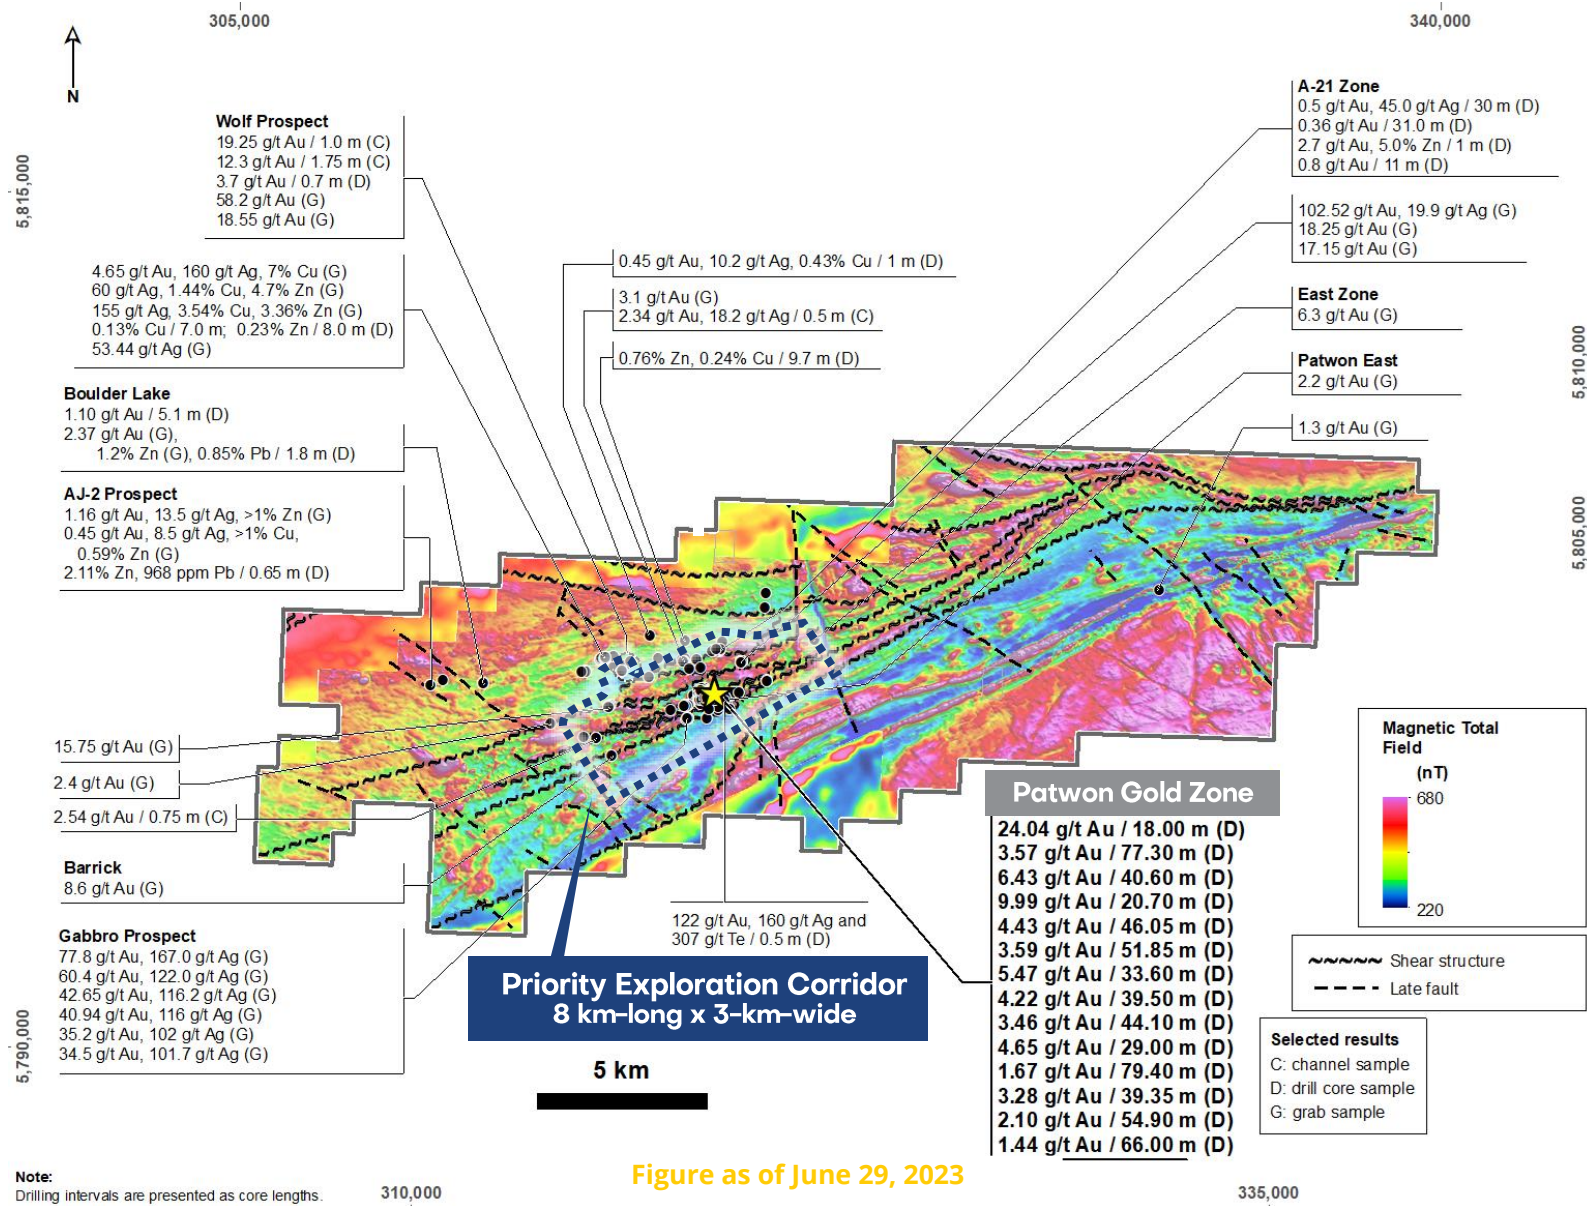 305,000
340,000
N
5,815,000
5,810,000
5,805,000
5,790,000
Wolf Prospect
19.25 g/t Au / 1.0 m (C)
12.3 g/t Au / 1.75 m (C)
3.7 g/t Au / 0.7 m (D)
58.2 g/t Au (G)
18.55 g/t Au (G)
4.65 g/t Au, 160 g/t Ag, 7% Cu (G)
60 g/t Ag, 1.44% Cu, 4.7% Zn (G)
155 g/t Ag, 3.54% Cu, 3.36% Zn (G)
0.13% Cu / 7.0 m; 0.23% Zn / 8.0 m (D)
53.44 g/t Ag (G)
Boulder Lake
1.10 g/t Au / 5.1 m (D)
2.37 g/t Au (G),
1.2% Zn (G), 0.85% Pb / 1.8 m (D)
AJ-2 Prospect
1.16 g/t Au, 13.5 g/t Ag, >1% Zn (G)
0.45 g/t Au, 8.5 g/t Ag, >1% Cu,
0.59% Zn (G)
2.11% Zn, 968 ppm Pb / 0.65 m (D)
0.45 g/t Au, 10.2 g/t Ag, 0.43% Cu / 1 m (D)
3.1 g/t Au (G)
2.34 g/t Au, 18.2 g/t Ag / 0.5 m (C)
0.76% Zn, 0.24% Cu / 9.7 m (D)
A-21 Zone
0.5 g/t Au, 45.0 g/t Ag / 30 m (D)
0.36 g/t Au / 31.0 m (D)
2.7 g/t Au, 5.0% Zn / 1 m (D)
0.8 g/t Au / 11 m (D)
102.52 g/t Au, 19.9 g/t Ag (G)
18.25 g/t Au (G)
17.15 g/t Au (G)
East Zone
6.3 g/t Au (G)
Patwon East
2.2 g/t Au (G)
1.3 g/t Au (G)
15.75 g/t Au (G)
2.4 g/t Au (G)
2.54 g/t Au / 0.75 m (C)
Barrick
8.6 g/t Au (G)
Gabbro Prospect
77.8 g/t Au, 167.0 g/t Ag (G)
60.4 g/t Au, 122.0 g/t Ag (G)
42.65 g/t Au, 116.2 g/t Ag (G)
40.94 g/t Au, 116 g/t Ag (G)
35.2 g/t Au, 102 g/t Ag (G)
34.5 g/t Au, 101.7 g/t Ag (G)
122 g/t Au, 160 g/t Ag and
307 g/t Te / 0.5 m (D)
Priority Exploration Corridor
8 km-long x 3-km-wide
5 km
Patwon Gold Zone
24.04 g/t Au / 18.00 m (D)
3.57 g/t Au / 77.30 m (D)
6.43 g/t Au / 40.60 m (D)
9.99 g/t Au / 20.70 m (D)
4.43 g/t Au / 46.05 m (D)
3.59 g/t Au / 51.85 m (D)
5.47 g/t Au / 33.60 m (D)
4.22 g/t Au / 39.50 m (D)
3.46 g/t Au / 44.10 m (D)
4.65 g/t Au / 29.00 m (D)
1.67 g/t Au / 79.40 m (D)
3.28 g/t Au / 39.35 m (D)
2.10 g/t Au / 54.90 m (D)
1.44 g/t Au / 66.00 m (D)
Magnetic Total
Field
(nT)
680
220
Shear structure
Late fault
Selected results
C: channel sample
D: drill core sample
G: grab sample
Figure as of June 29, 2023
Note:
Drilling intervals are presented as core lengths.
310,000
335,000